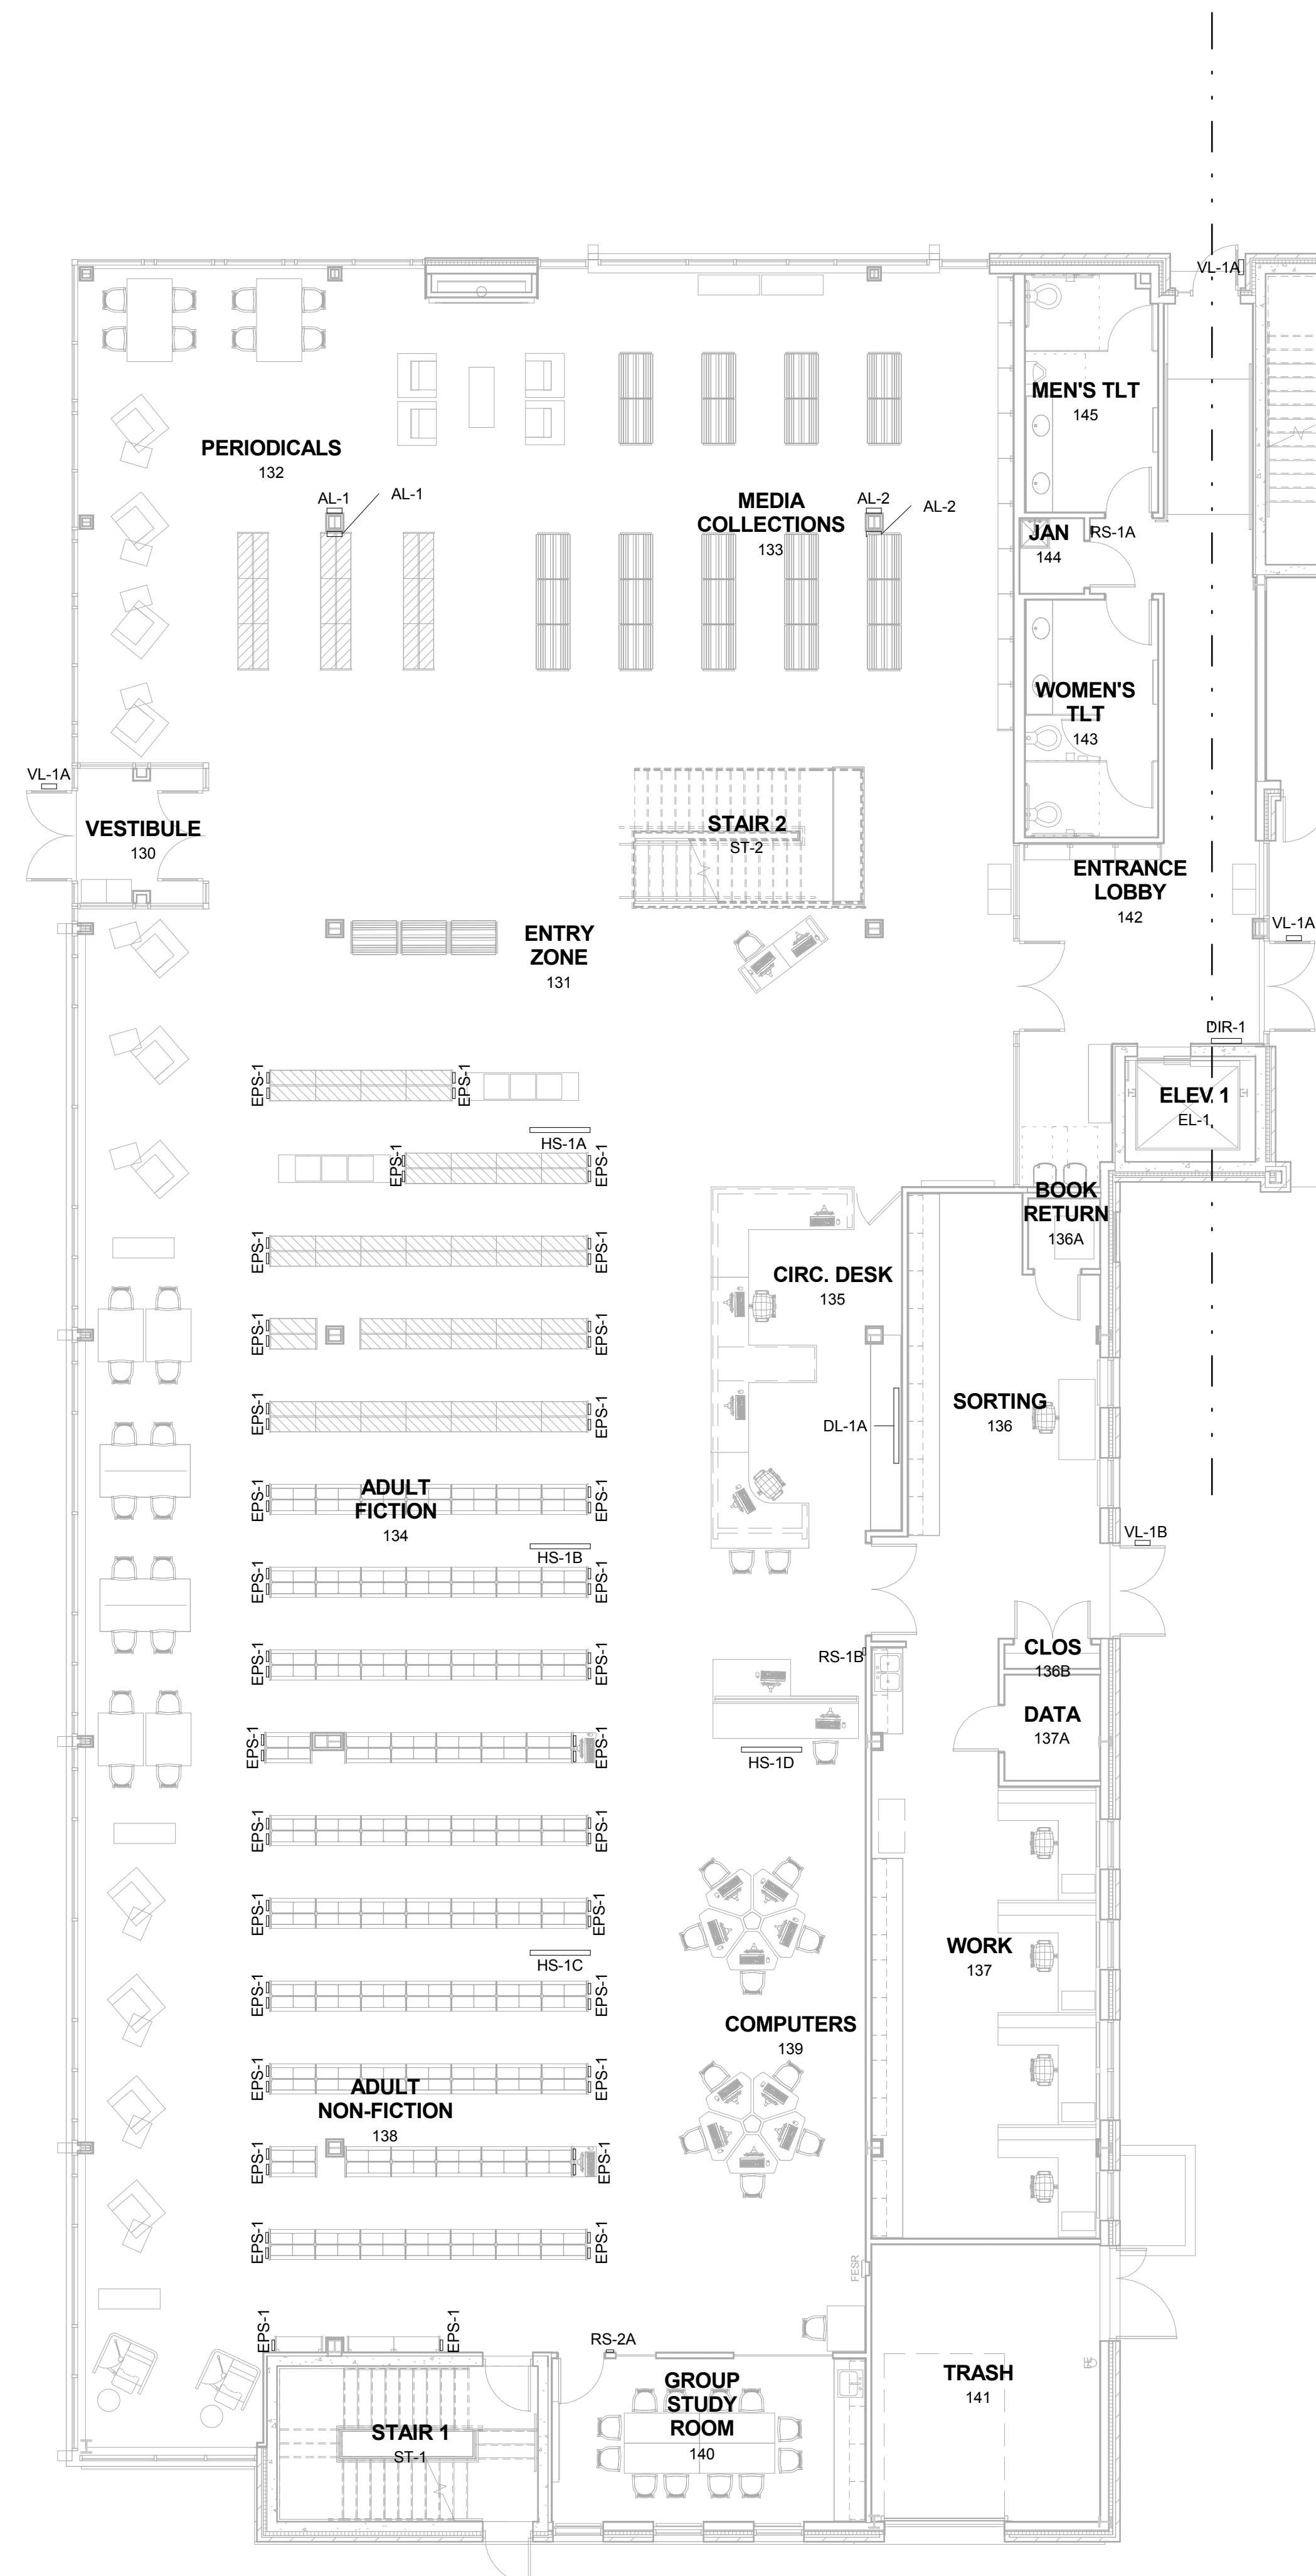 VL-1A
MEN'S TLT
145
PERIODICALS
132
AL-1
AL-1
MEDIA
COLLECTIONS
133
AL-2
AL-2
JAN
144
RS-1A
WOMEN'S
TLT
143
VL-1A
VESTIBULE
130
STAIR 2
ST-2
ENTRANCE
LOBBY
142
VL-1A
ENTRY
ZONE
131
DIR-1
ELEV 1
EL-1
EPS-1
EPS-1
HS-1A
EPS-1
EPS-1
BOOK
RETURN
136A
EPS-1
EPS-1
CIRC. DESK
135
EPS-1
EPS-1
EPS-1
EPS-1
SORTING
136
DL-1A
EPS-1
ADULT
FICTION
134
EPS-1
HS-1B
VL-1B
EPS-1
EPS-1
EPS-1
EPS-1
RS-1B
CLOS
136B
DATA
137A
EPS-1
EPS-1
HS-1D
EPS-1
EPS-1
EPS-1
EPS-1
WORK
137
HS-1C
EPS-1
EPS-1
COMPUTERS
139
EPS-1
EPS-1
ADULT
NON-FICTION
138
EPS-1
EPS-1
EPS-1
EPS-1
FESR
EPS-1
EPS-1
RS-2A
GROUP
STUDY
ROOM
140
TRASH
141
FE
STAIR 1
ST-1